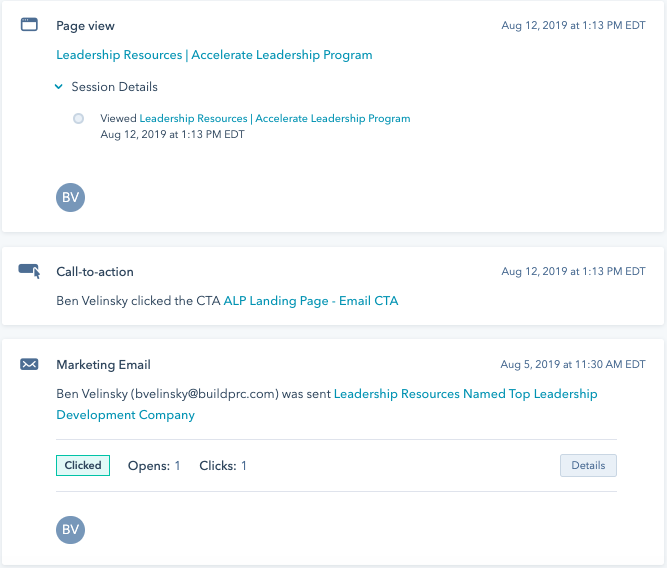 Page view
Aug 12, 2019 at 1:13 PM EDT
Leadership Resources | Accelerate Leadership Program
Session Details
Viewed Leadership Resources | Accelerate Leadership Program
Aug 12, 2019 at 1:13 PM EDT
BV
Call-to-action
Aug 12, 2019 at 1:13 PM EDT
Ben Velinsky clicked the CTA ALP Landing Page - Email CTA
Marketing Email
Aug 5, 2019 at 11:30 AM EDT
Ben Velinsky (bvelinsky@buildprc.com) was sent Leadership Resources Named Top Leadership
Development Company
Clicked Opens: 1 Clicks: 1 Details
BV